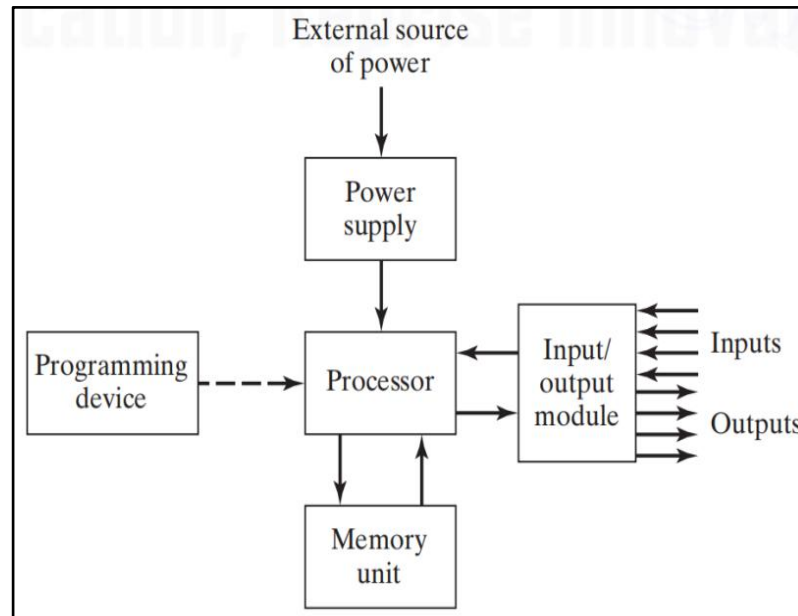 External source
of power
Power
supply
Programming
device
Processor
Input/
output
module
Inputs
Outputs
Memory
unit